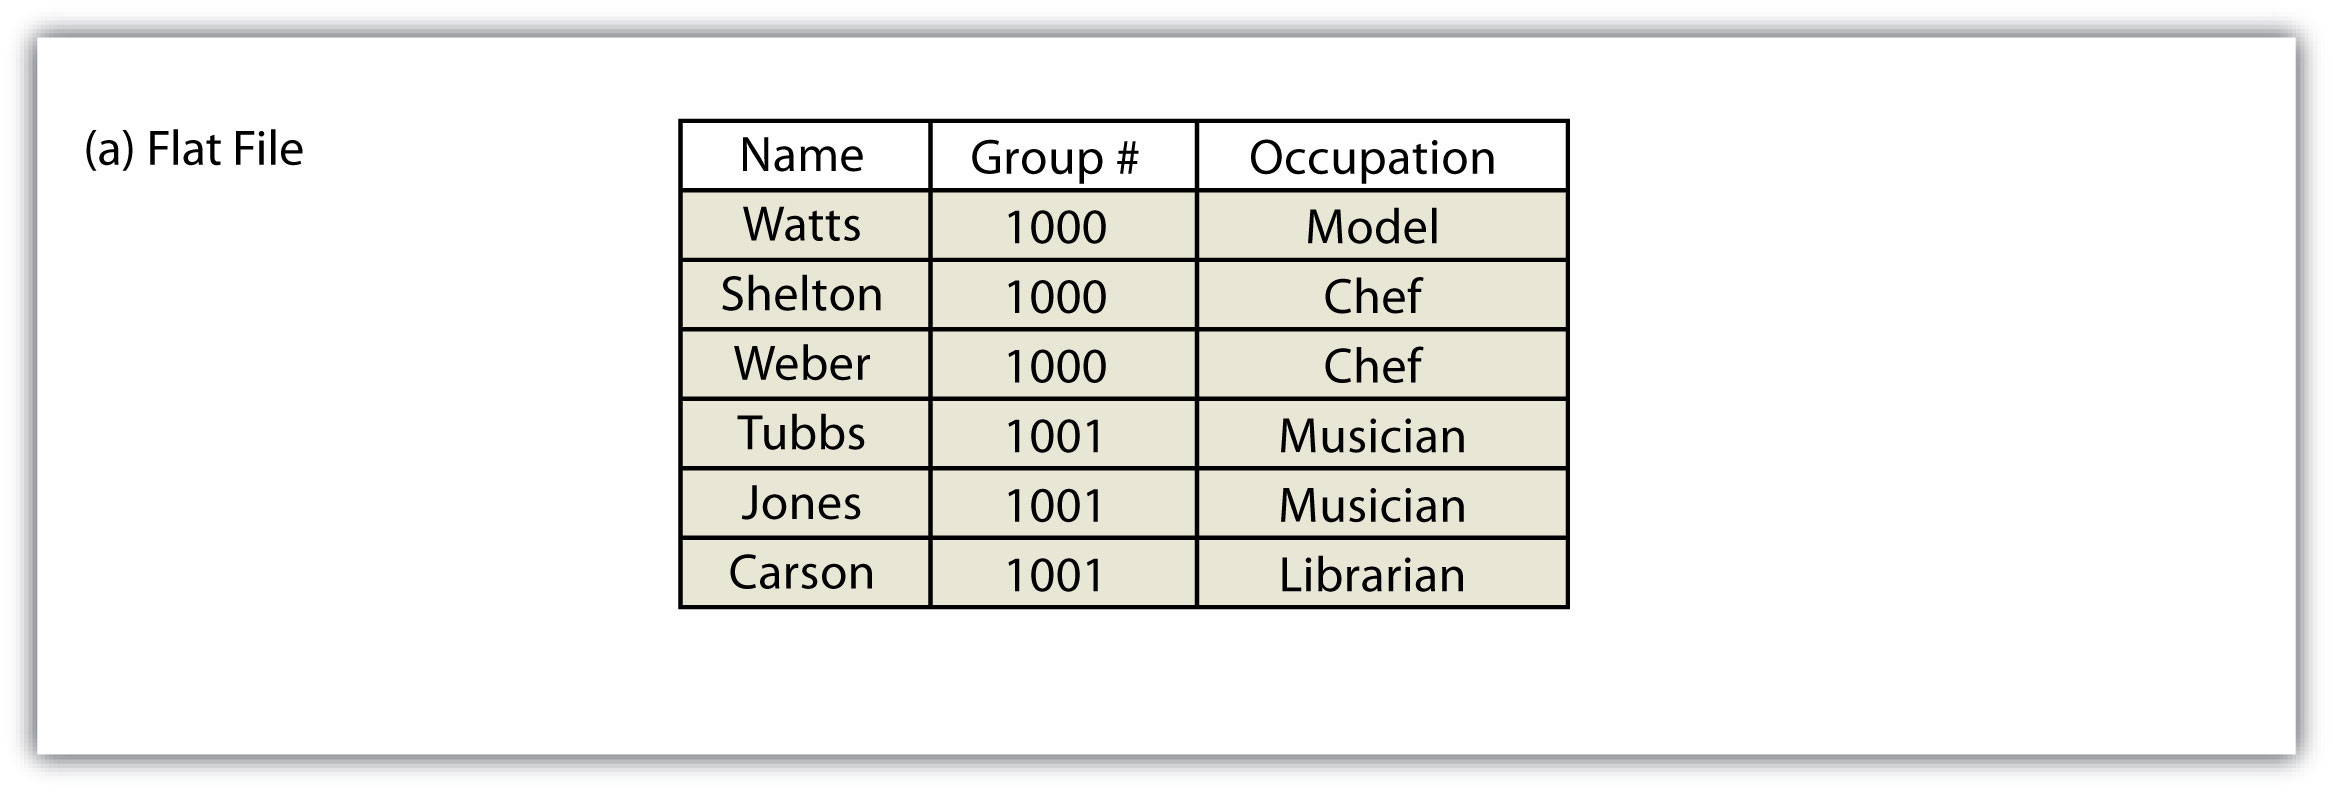 (a) Flat File
Name Group # Occupation
Watts 1000 Model
Shelton 1000 Chef
Weber 1000 Chef
Tubbs 1001 Musician
Jones 1001 Musician
Carson 1001 Librarian